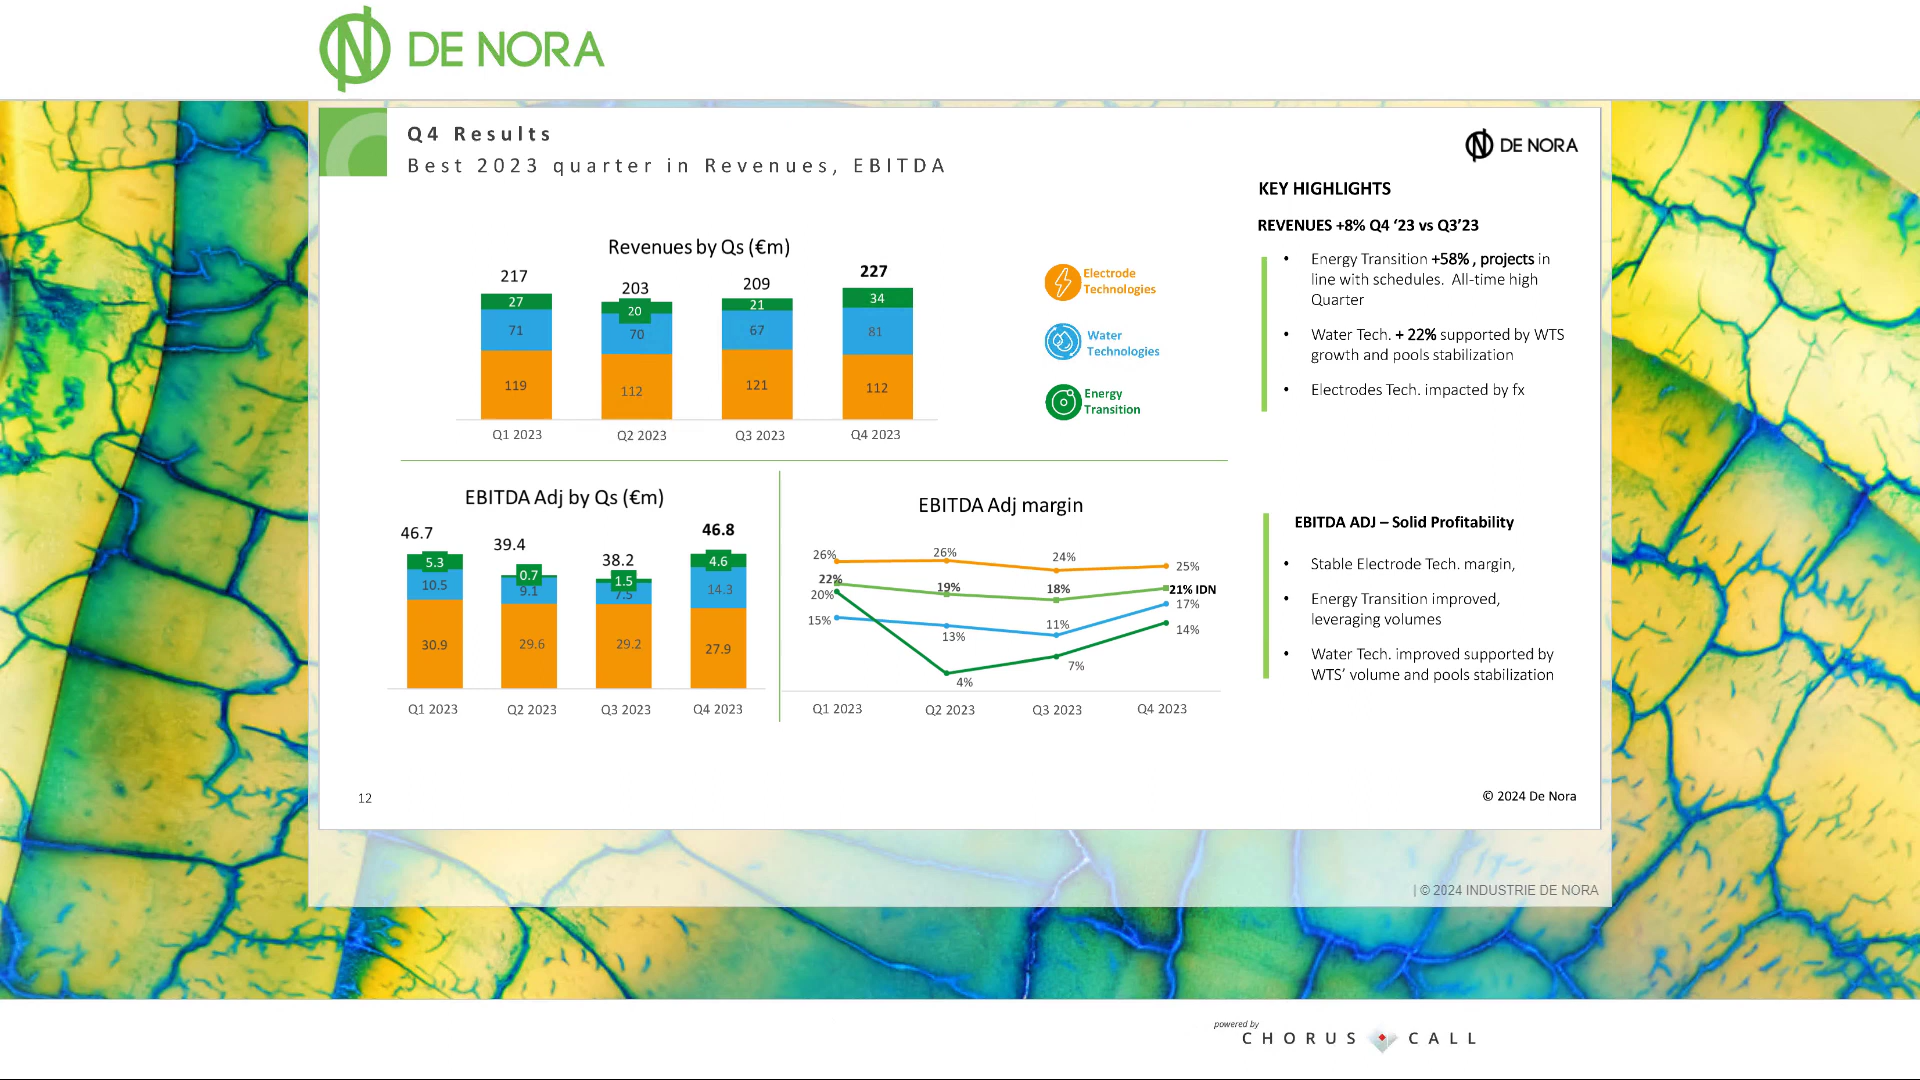 DE NORA
Q4 Results
Best 2023 quarter in Revenues, EBITDA
DE NORA
Revenues by Qs (€m)
217
203
209
227
27
20
21
34
71
70
67
81
119
112
121
112
Q1 2023
Q2 2023
Q3 2023
Q4 2023
Electrode
Technologies
Water
Technologies
Energy
Transition
KEY HIGHLIGHTS
REVENUES +8% Q4 ‘23 vs Q3’23
• Energy Transition +58% , projects in
line with schedules. All-time high
Quarter
• Water Tech. + 22% supported by WTS
growth and pools stabilization
• Electrodes Tech. impacted by fx
EBITDA Adj by Qs (€m)
46.7
39.4
38.2
46.8
5.3
0.7
1.5
4.6
10.5
9.1
7.5
14.3
30.9
29.6
29.2
27.9
Q1 2023
Q2 2023
Q3 2023
Q4 2023
EBITDA Adj margin
26%
26%
24%
25%
22%
19%
18%
21% IDN
20%
17%
15%
13%
11%
14%
4%
7%
Q1 2023
Q2 2023
Q3 2023
Q4 2023
EBITDA ADJ – Solid Profitability
• Stable Electrode Tech. margin,
• Energy Transition improved,
leveraging volumes
• Water Tech. improved supported by
WTS’ volume and pools stabilization
12
© 2024 De Nora
| © 2024 INDUSTRIE DE NORA
powered by
CHORUS CALL